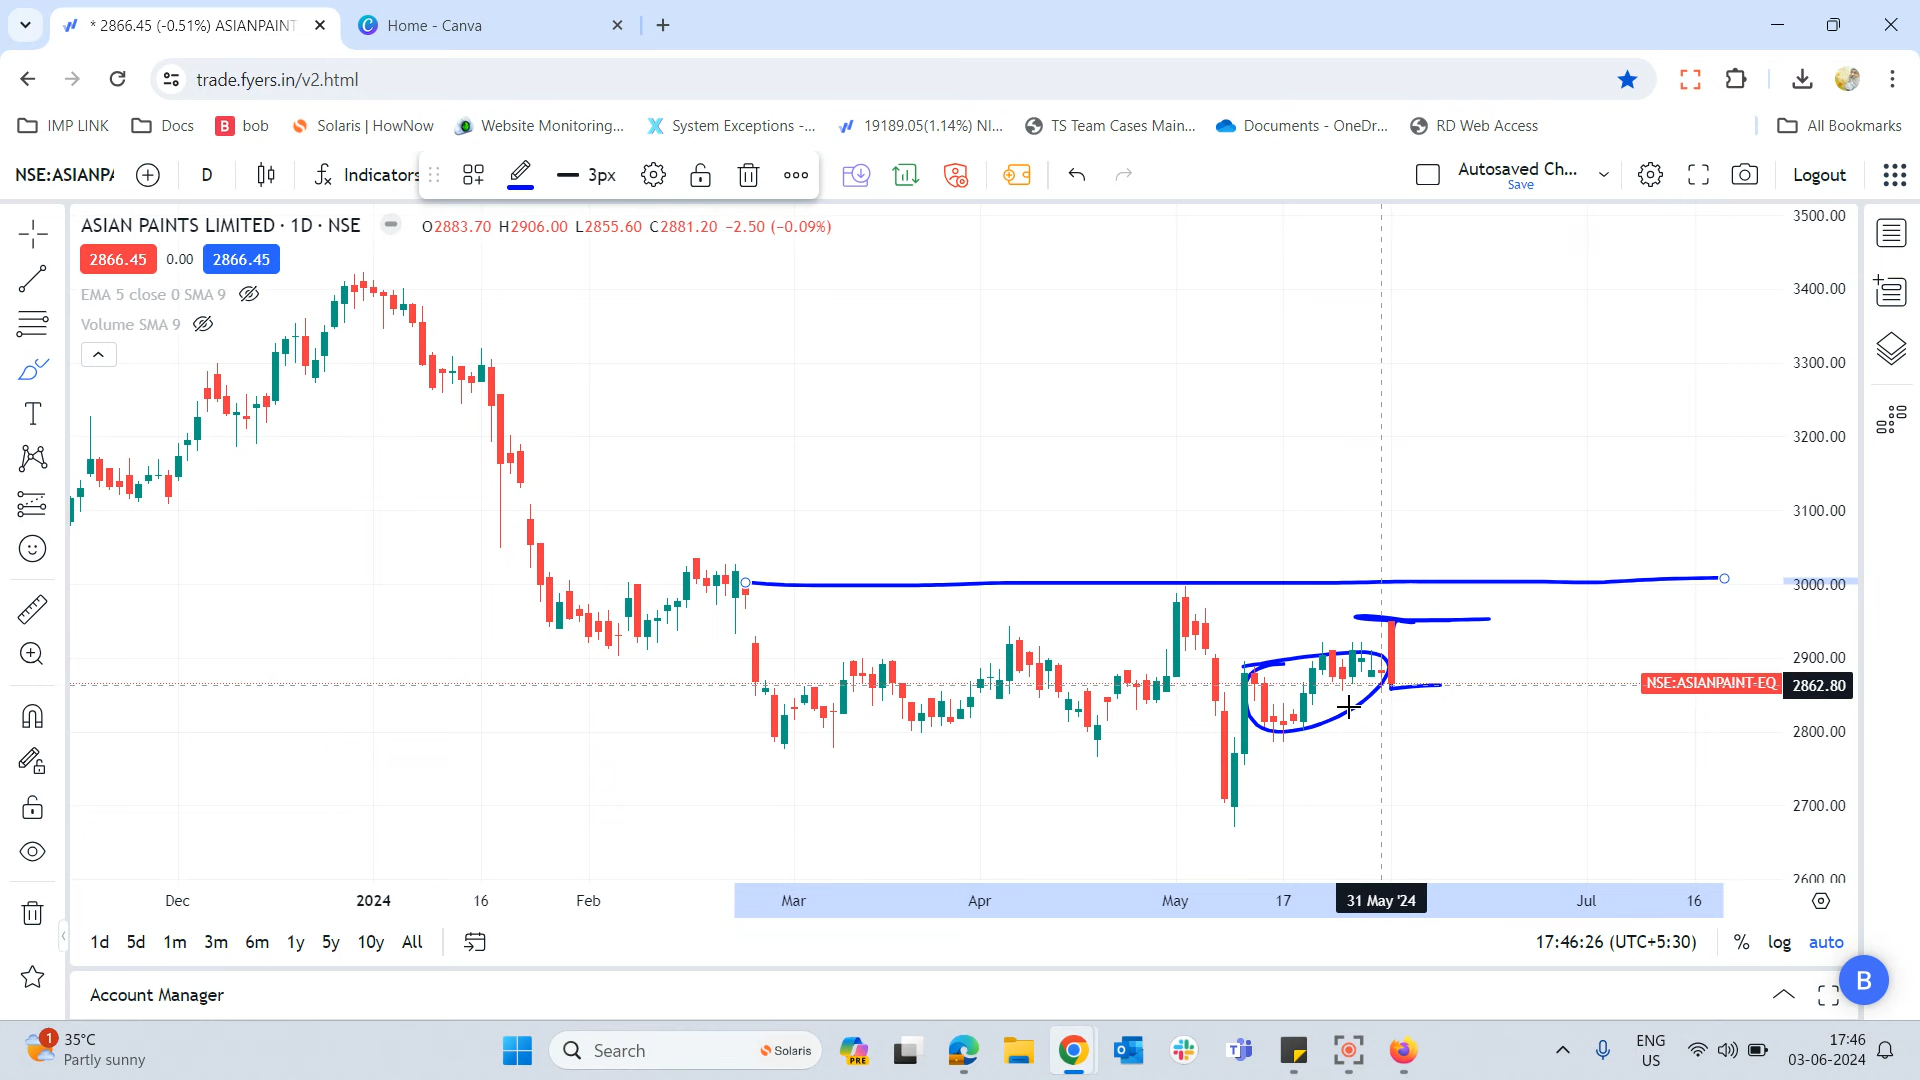 * 2866.45 (-0.51%) ASIANPAINT
Home - Canva
trade.fyers.in/v2.html
IMP LINK
Docs
B bob
Solaris | HowNow
Website Monitoring...
System Exceptions -...
19189.05(1.14%) NI...
TS Team Cases Main...
Documents - OneDr...
RD Web Access
All Bookmarks
NSE:ASIANPA
D
Indicators
3px
Autosaved Ch...
Save
Logout
ASIAN PAINTS LIMITED · 1D · NSE
O2883.70 H2906.00 L2855.60 C2881.20 −2.50 (−0.09%)
2866.45
0.00
2866.45
EMA 5 close 0 SMA 9
Volume SMA 9
3500.00
3400.00
3300.00
3200.00
3100.00
3000.00
2900.00
NSE:ASIANPAINT-EQ
2862.80
2800.00
2700.00
2600.00
Dec
2024
16
Feb
Mar
Apr
May
17
31 May '24
Jul
16
1d
5d
1m
3m
6m
1y
5y
10y
All
17:46:26 (UTC+5:30)
%
log
auto
Account Manager
B
1
35°C
Partly sunny
Search
Solaris
PRE
ENG
US
17:46
03-06-2024